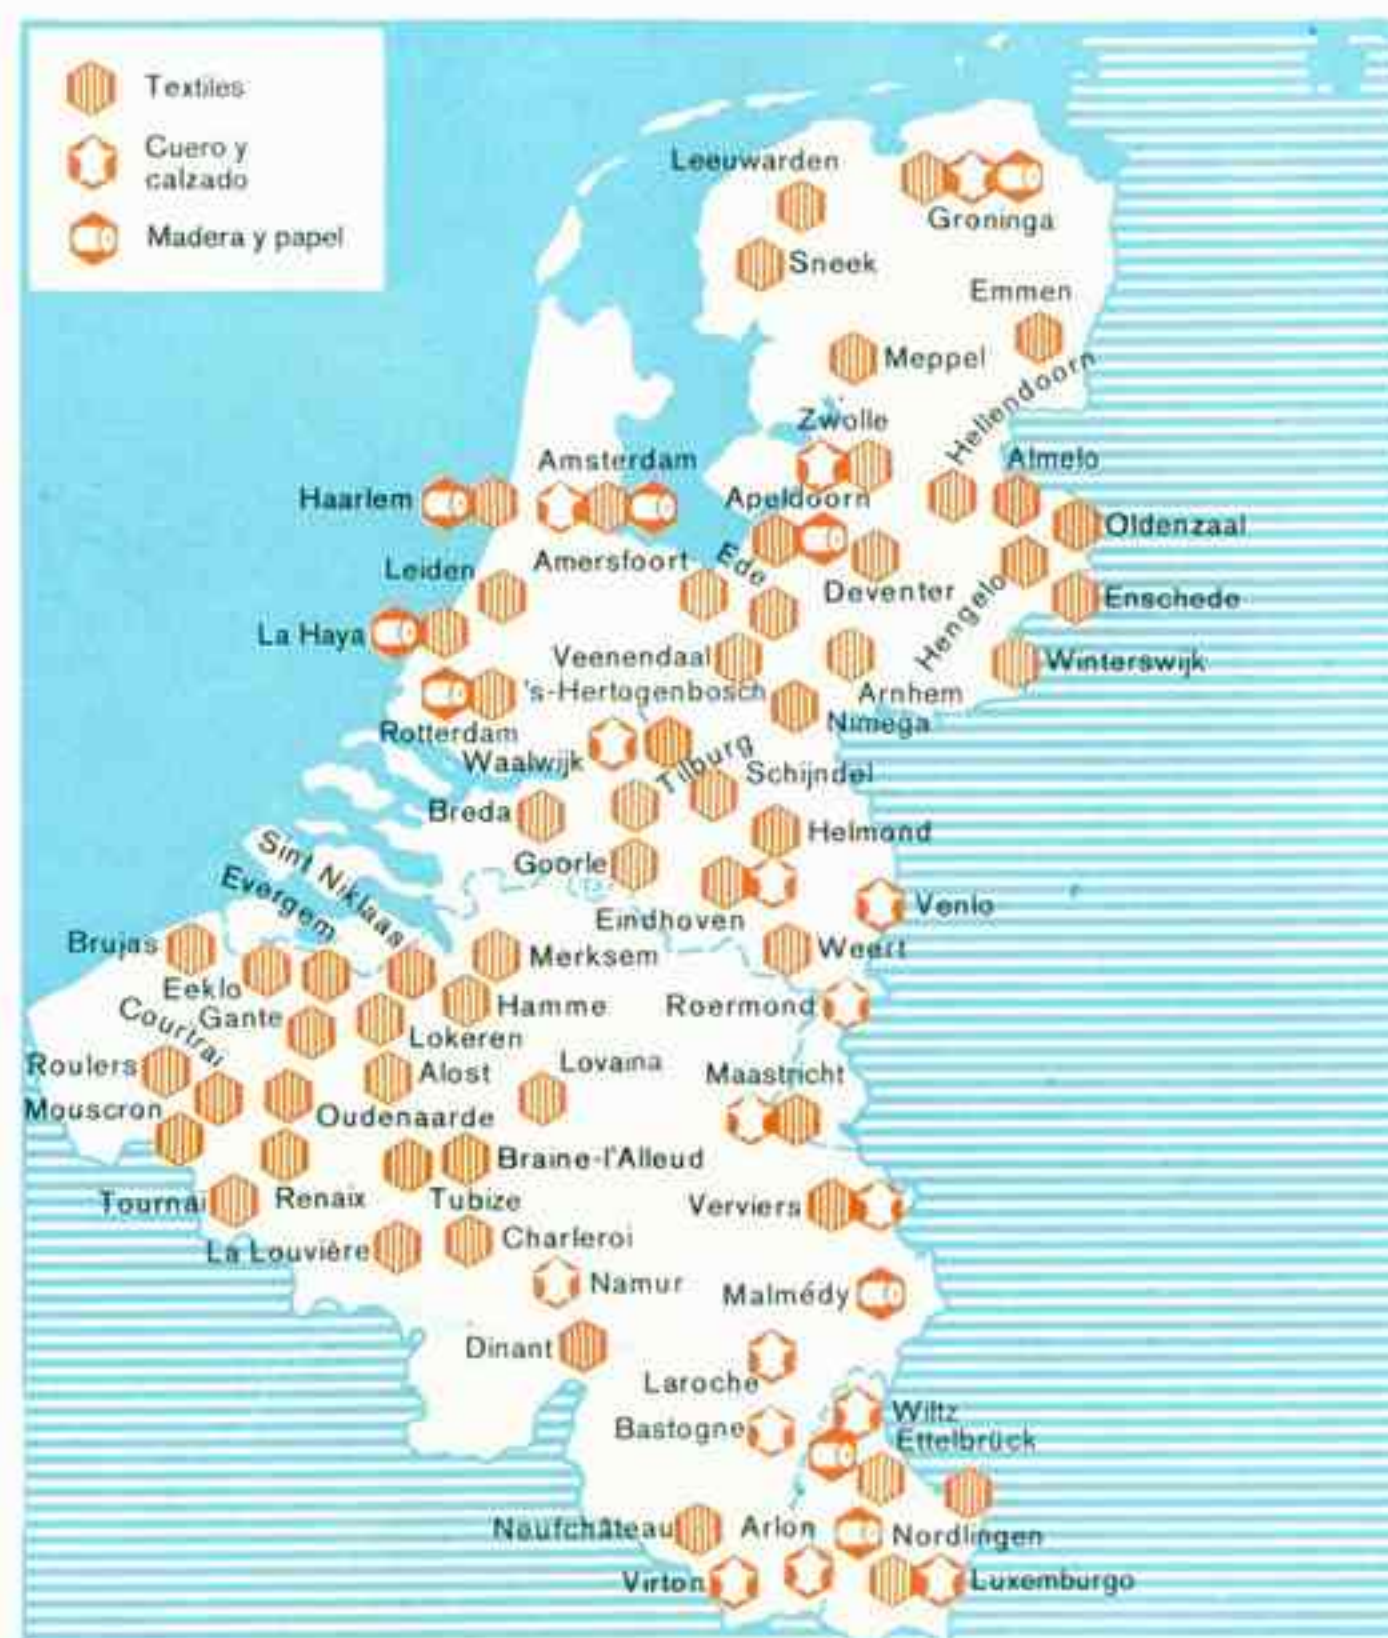 Textiles
Cuero y
calzado
Madera y papel
Leeuwarden
Groninga
Sneek
Emmen
Meppel
Hellendoorn
Zwolle
Almelo
Amsterdam
Haarlem
Apeldoorn
Oldenzaal
Amersfoort
Ede
Leiden
Deventer
Hengelo
Enschede
La Haya
Veenendaal
Winterswijk
's-Hertogenbosch
Arnhem
Nimega
Rotterdam
Waalwijk
Tilburg
Schijndel
Breda
Helmond
Goorle
Sint Niklaas
Evergem
Eindhoven
Venlo
Brujas
Merksem
Weert
Eeklo
Hamme
Roermond
Courtrai
Gante
Lokeren
Roulers
Alost
Lovaina
Maastricht
Mouscron
Oudenaarde
Braine-l'Alleud
Tournai
Renaix
Tubize
Verviers
La Louvière
Charleroi
Namur
Malmédy
Dinant
Laroche
Bastogne
Wiltz
Ettelbrück
Neufchâteau
Arlon
Nordlingen
Virton
Luxemburgo